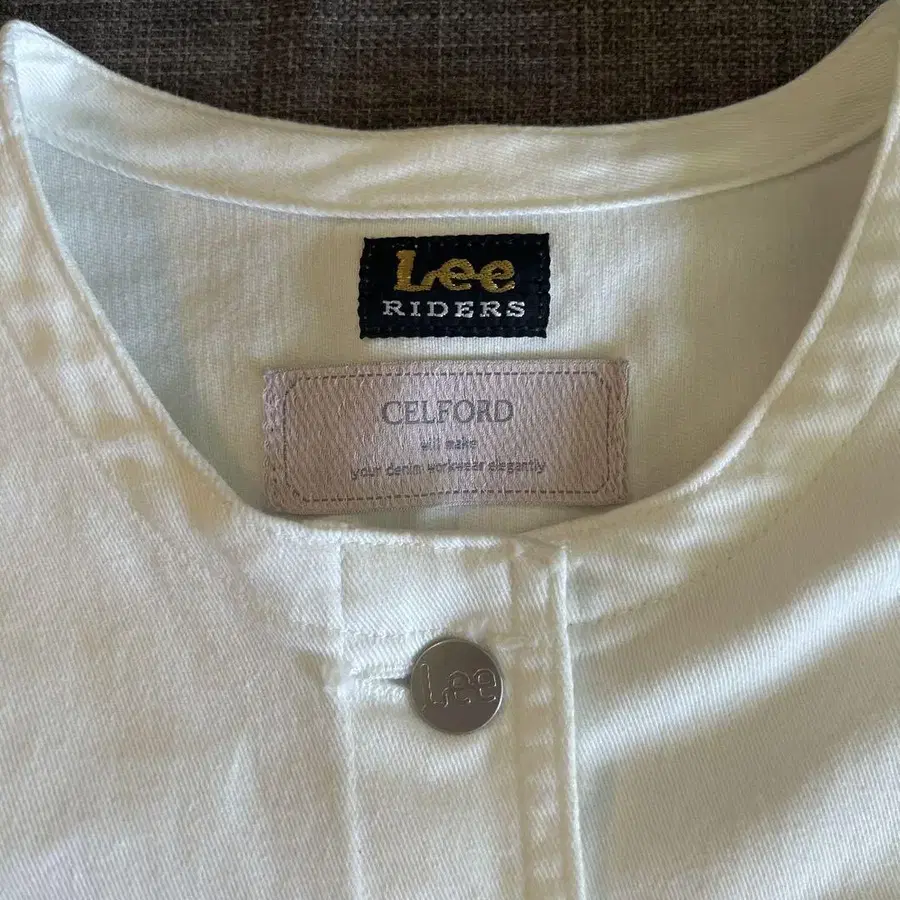 Lee
RIDERS
CELFORD
will make
your denim workwear elegantly
Lee